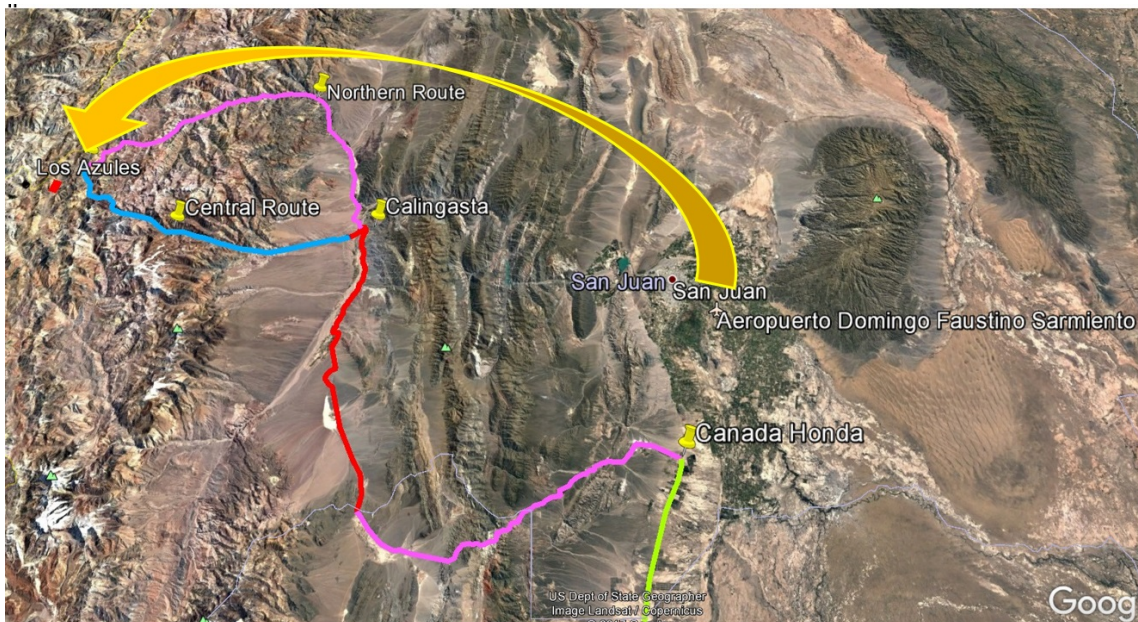 Northern Route
Los Azules
Central Route
Calingasta
San Juan
San Juan
Aeropuerto Domingo Faustino Sarmiento
Canada Honda
US Dept of State Geographer
Image Landsat / Copernicus
Goog